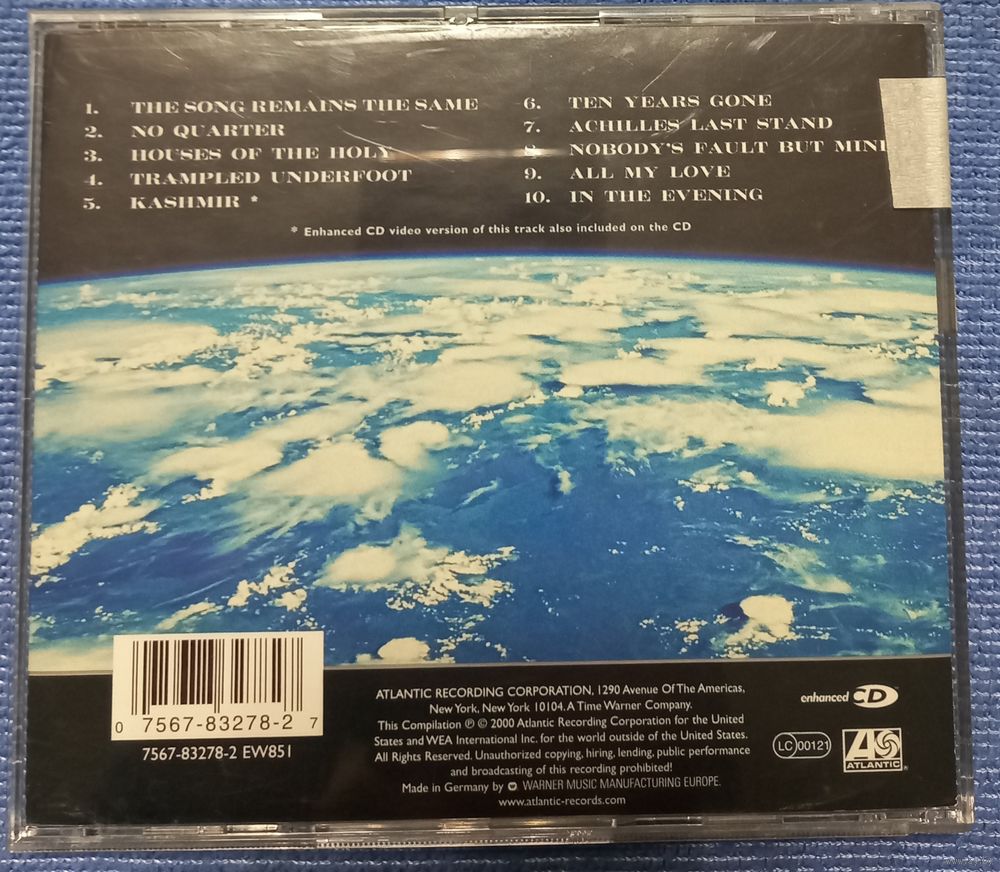 1. THE SONG REMAINS THE SAME
2. NO QUARTER
3. HOUSES OF THE HOLY
4. TRAMPLED UNDERFOOT
5. KASHMIR *
6. TEN YEARS GONE
7. ACHILLES LAST STAND
8. NOBODY'S FAULT BUT MINE
9. ALL MY LOVE
10. IN THE EVENING
* Enhanced CD video version of this track also included on the CD
0 7567-83278-2 7
7567-83278-2 EW851
ATLANTIC RECORDING CORPORATION, 1290 Avenue Of The Americas,
New York, New York 10104. A Time Warner Company.
This Compilation ℗ © 2000 Atlantic Recording Corporation for the United
States and WEA International Inc. for the world outside of the United States.
All Rights Reserved. Unauthorized copying, hiring, lending, public performance
and broadcasting of this recording prohibited!
Made in Germany by WARNER MUSIC MANUFACTURING EUROPE.
www.atlantic-records.com
enhanced CD
LC 00121
ATLANTIC